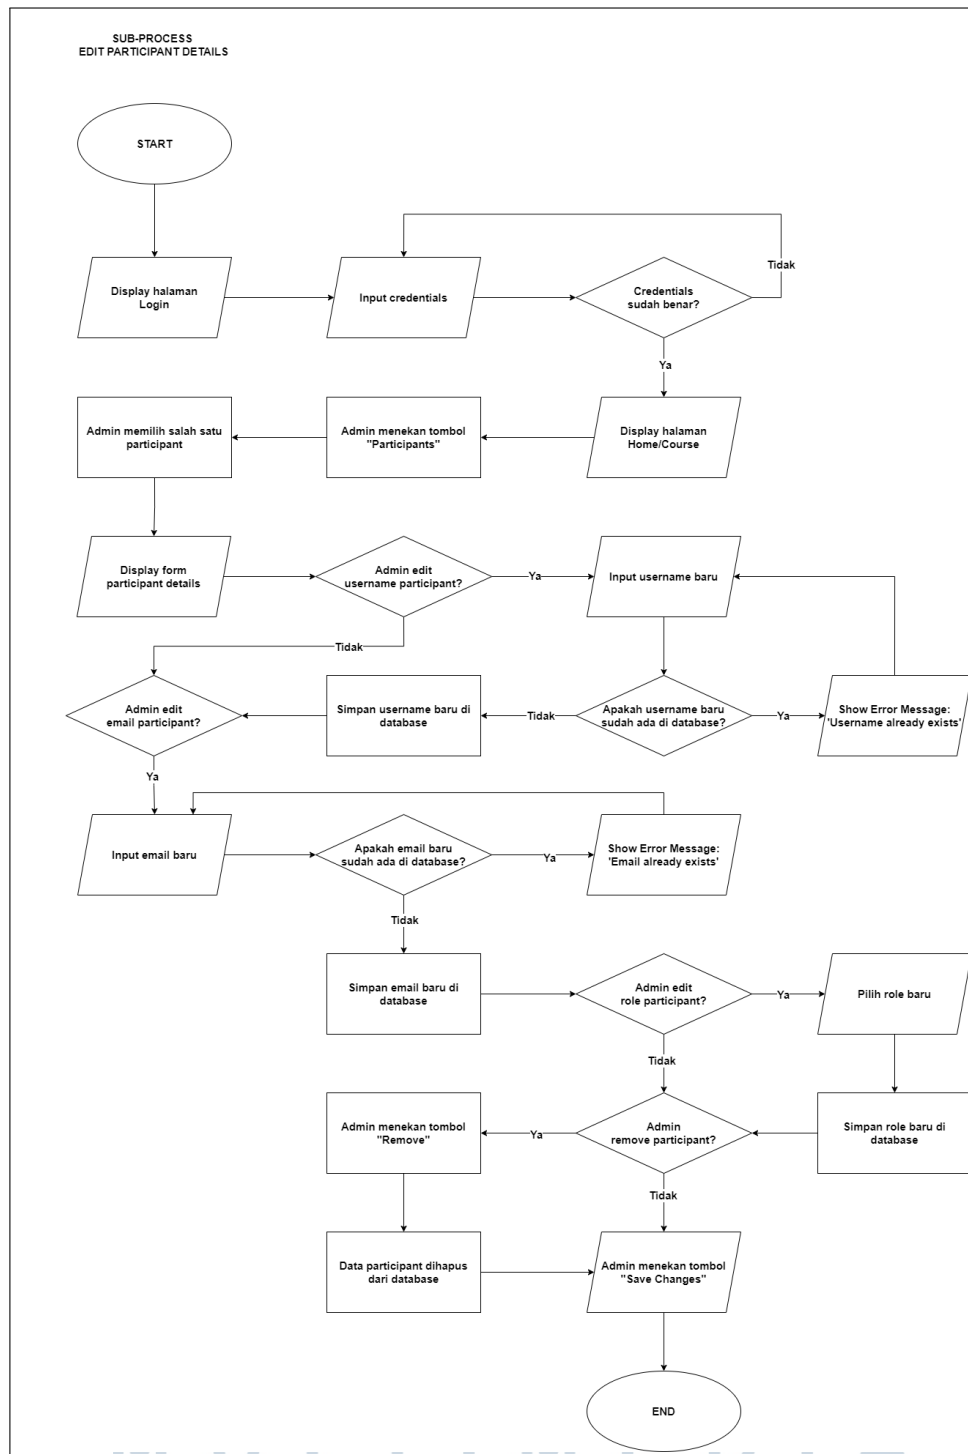 SUB-PROCESS
EDIT PARTICIPANT DETAILS
START
Display halaman
Login
Input credentials
Credentials
sudah benar?
Tidak
Ya
Admin memilih salah satu
participant
Admin menekan tombol
"Participants"
Display halaman
Home/Course
Display form
participant details
Admin edit
username participant?
Ya
Input username baru
Tidak
Admin edit
email participant?
Simpan username baru di
database
Tidak
Apakah username baru
sudah ada di database?
Ya
Show Error Message:
'Username already exists'
Ya
Input email baru
Apakah email baru
sudah ada di database?
Ya
Show Error Message:
'Email already exists'
Tidak
Simpan email baru di
database
Admin edit
role participant?
Ya
Pilih role baru
Tidak
Admin menekan tombol
"Remove"
Ya
Admin
remove participant?
Simpan role baru di
database
Tidak
Data participant dihapus
dari database
Admin menekan tombol
"Save Changes"
END